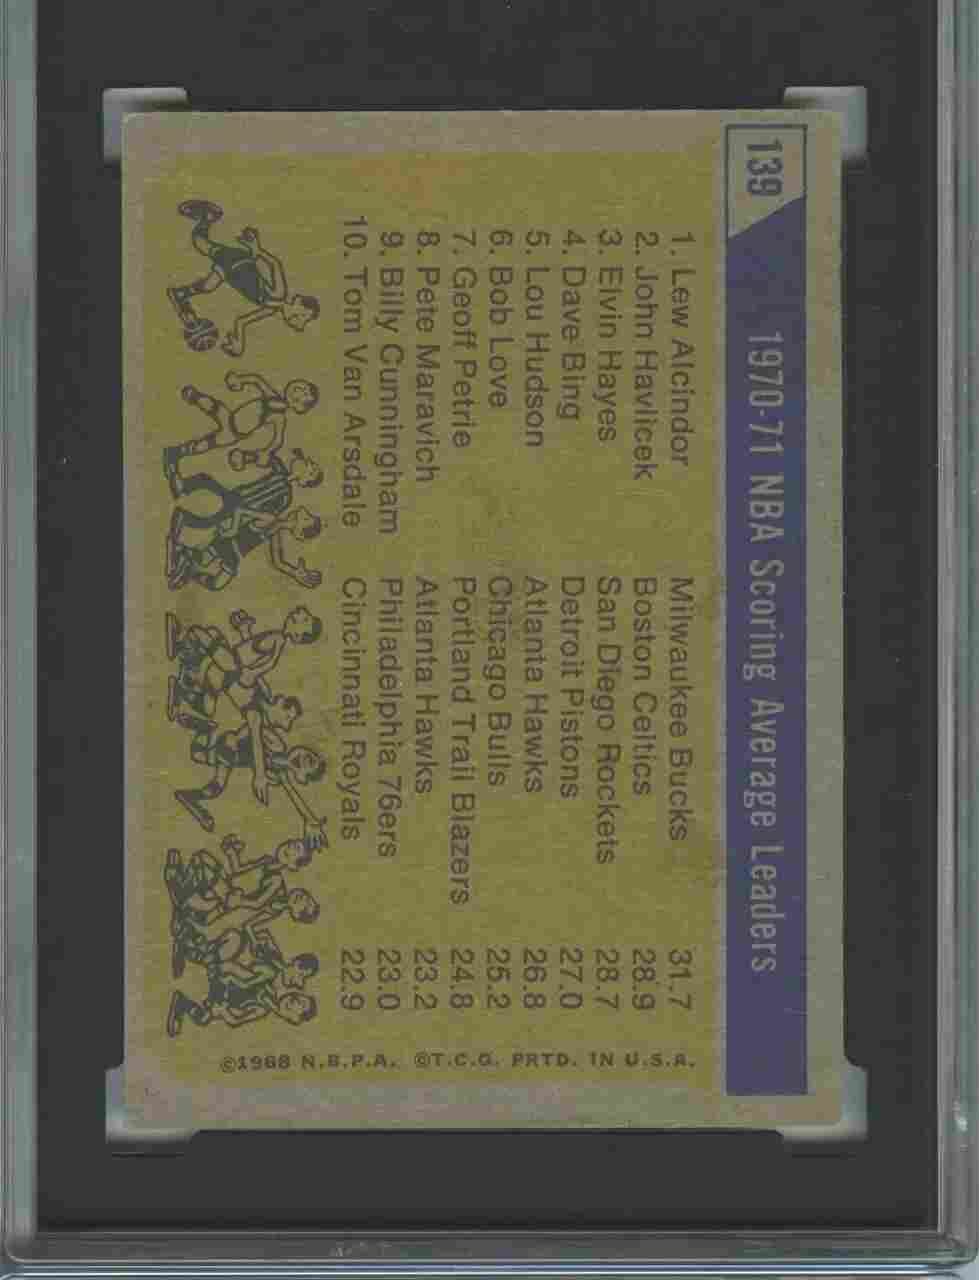 139
1970-71 NBA Scoring Average Leaders
1. Lew Alcindor Milwaukee Bucks 31.7
2. John Havlicek Boston Celtics 28.9
3. Elvin Hayes San Diego Rockets 28.7
4. Dave Bing Detroit Pistons 27.0
5. Lou Hudson Atlanta Hawks 26.8
6. Bob Love Chicago Bulls 25.2
7. Geoff Petrie Portland Trail Blazers 24.8
8. Pete Maravich Atlanta Hawks 23.2
9. Billy Cunningham Philadelphia 76ers 23.0
10. Tom Van Arsdale Cincinnati Royals 22.9
©1968 N.B.P.A. ©T.C.G. PRTD. IN U.S.A.